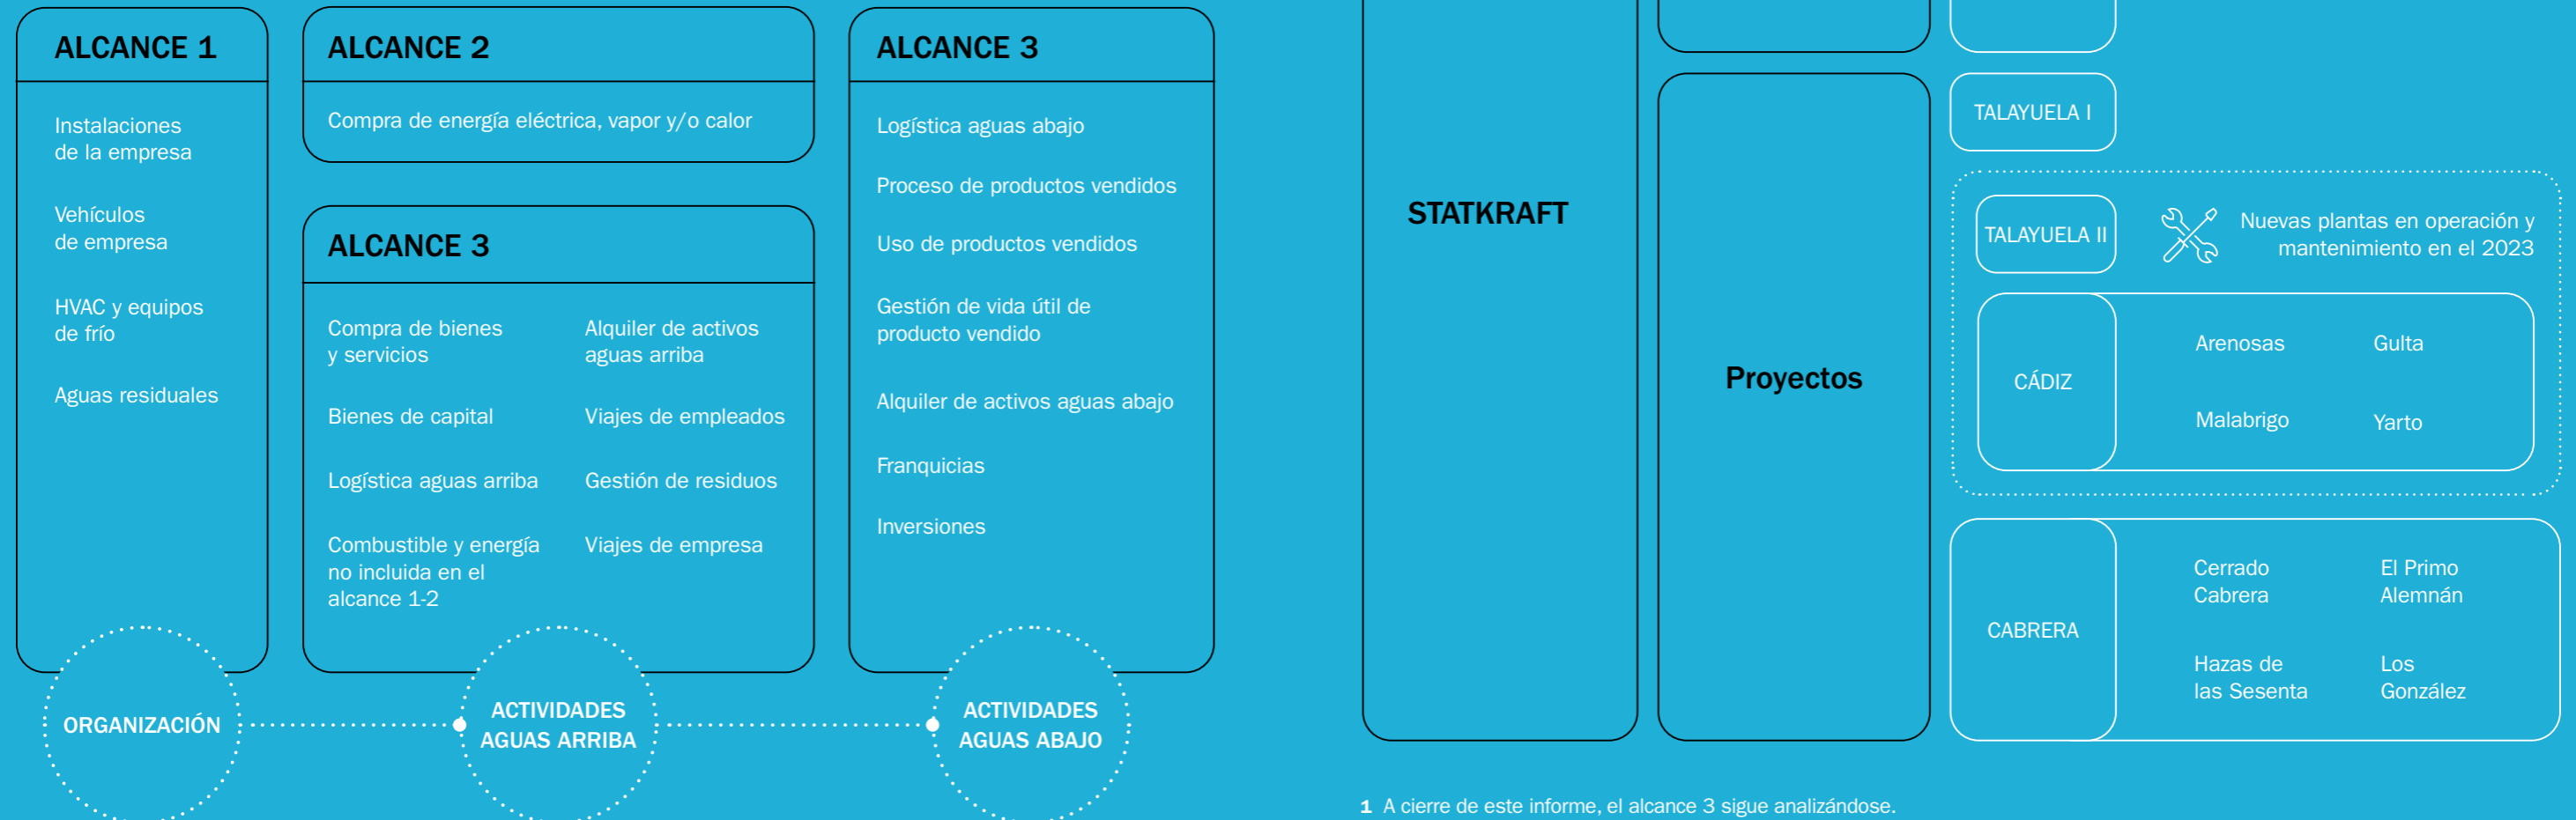 ALCANCE 1
Instalaciones
de la empresa
Vehículos
de empresa
HVAC y equipos
de frío
Aguas residuales
ORGANIZACIÓN
ALCANCE 2
Compra de energía eléctrica, vapor y/o calor
ALCANCE 3
Compra de bienes
y servicios
Bienes de capital
Logística aguas arriba
Combustible y energía
no incluida en el
alcance 1-2
Alquiler de activos
aguas arriba
Viajes de empleados
Gestión de residuos
Viajes de empresa
ACTIVIDADES
AGUAS ARRIBA
ALCANCE 3
Logística aguas abajo
Proceso de productos vendidos
Uso de productos vendidos
Gestión de vida útil de
producto vendido
Alquiler de activos aguas abajo
Franquicias
Inversiones
ACTIVIDADES
AGUAS ABAJO
STATKRAFT
Proyectos
TALAYUELA I
TALAYUELA II
Nuevas plantas en operación y
mantenimiento en el 2023
CÁDIZ
Arenosas
Gulta
Malabrigo
Yarto
CABRERA
Cerrado
Cabrera
El Primo
Alemnán
Hazas de
las Sesenta
Los
González
1 A cierre de este informe, el alcance 3 sigue analizándose.